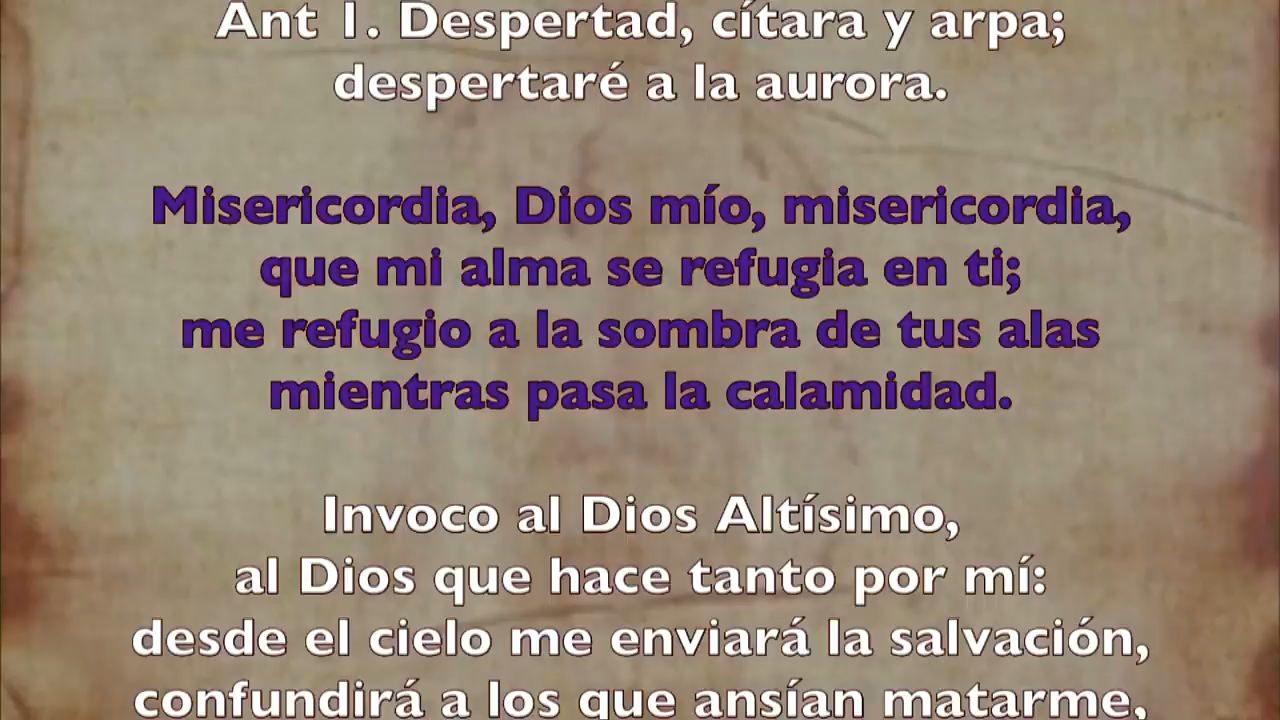 Ant 1. Despertad, cítara y arpa;
despertaré a la aurora.
Misericordia, Dios mío, misericordia,
que mi alma se refugia en ti;
me refugio a la sombra de tus alas
mientras pasa la calamidad.
Invoco al Dios Altísimo,
al Dios que hace tanto por mí:
desde el cielo me enviará la salvación,
confundirá a los que ansían matarme,